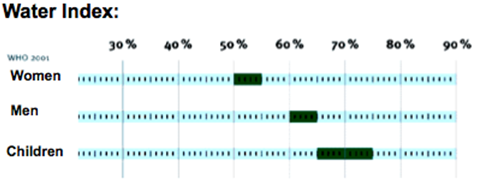 Water Index:
30% 40% 50% 60% 70% 80% 90%
WHO 2001
Women
Men
Children